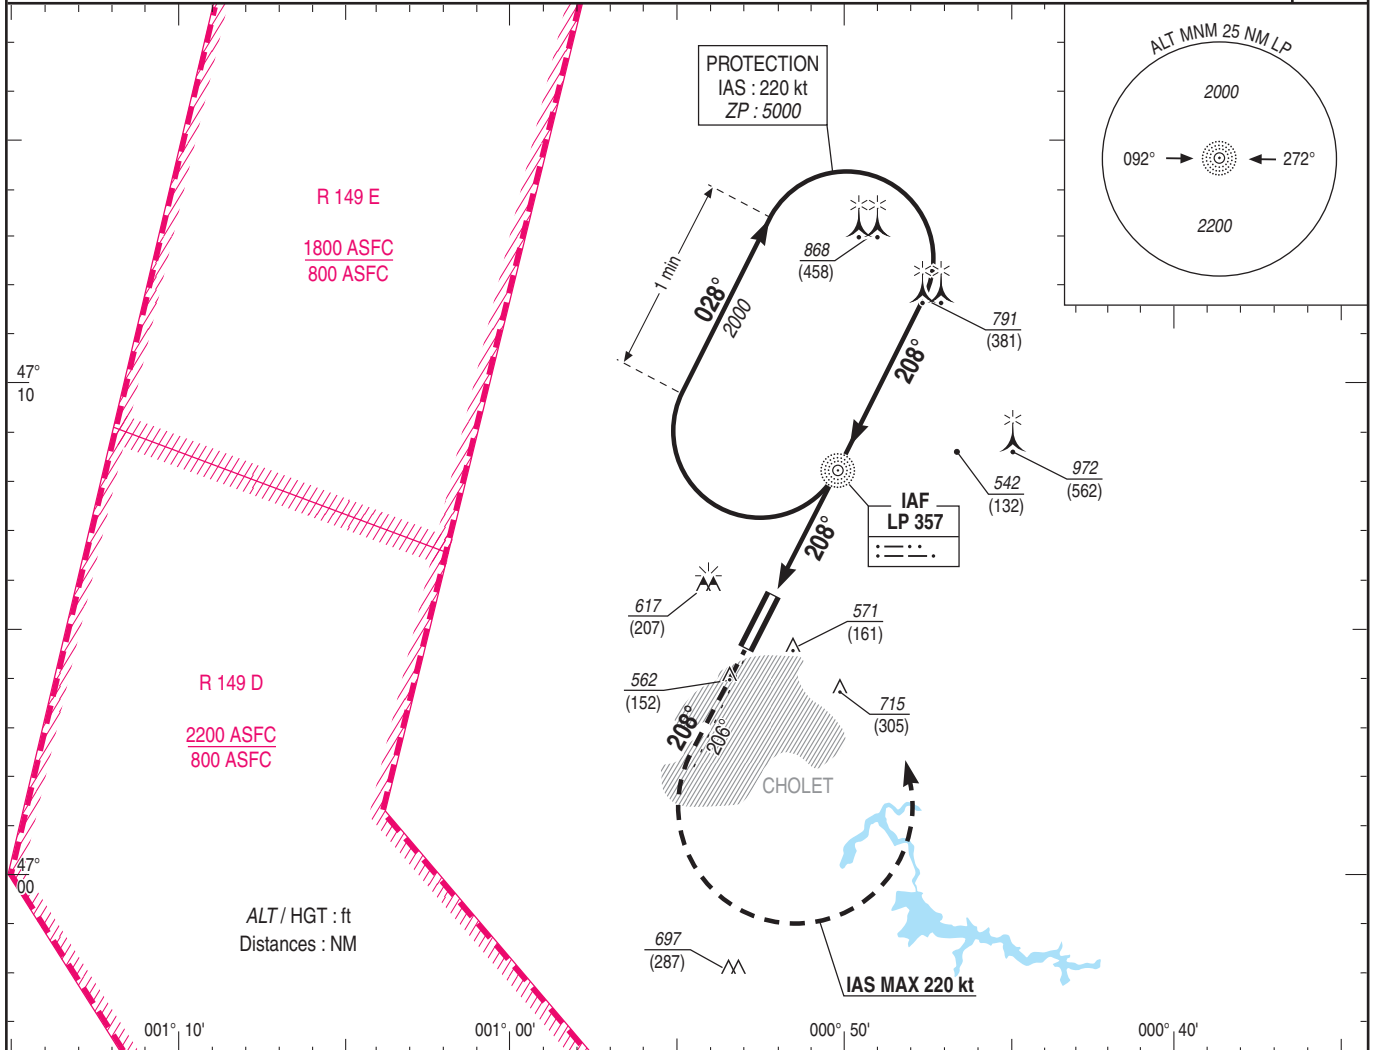 PROTECTION
IAS : 220 kt
ZP : 5000
ALT MNM 25 NM LP
2000
092°
272°
2200
R 149 E
1800 ASFC
800 ASFC
1 min
028°
2000
868
(458)
791
(381)
208°
47°
10
972
(562)
542
(132)
IAF
LP 357
208°
617
(207)
571
(161)
562
(152)
715
(305)
R 149 D
2200 ASFC
800 ASFC
208°
206°
CHOLET
47°
00
ALT / HGT : ft
Distances : NM
697
(287)
IAS MAX 220 kt
001° 10'
001° 00'
000° 50'
000° 40'